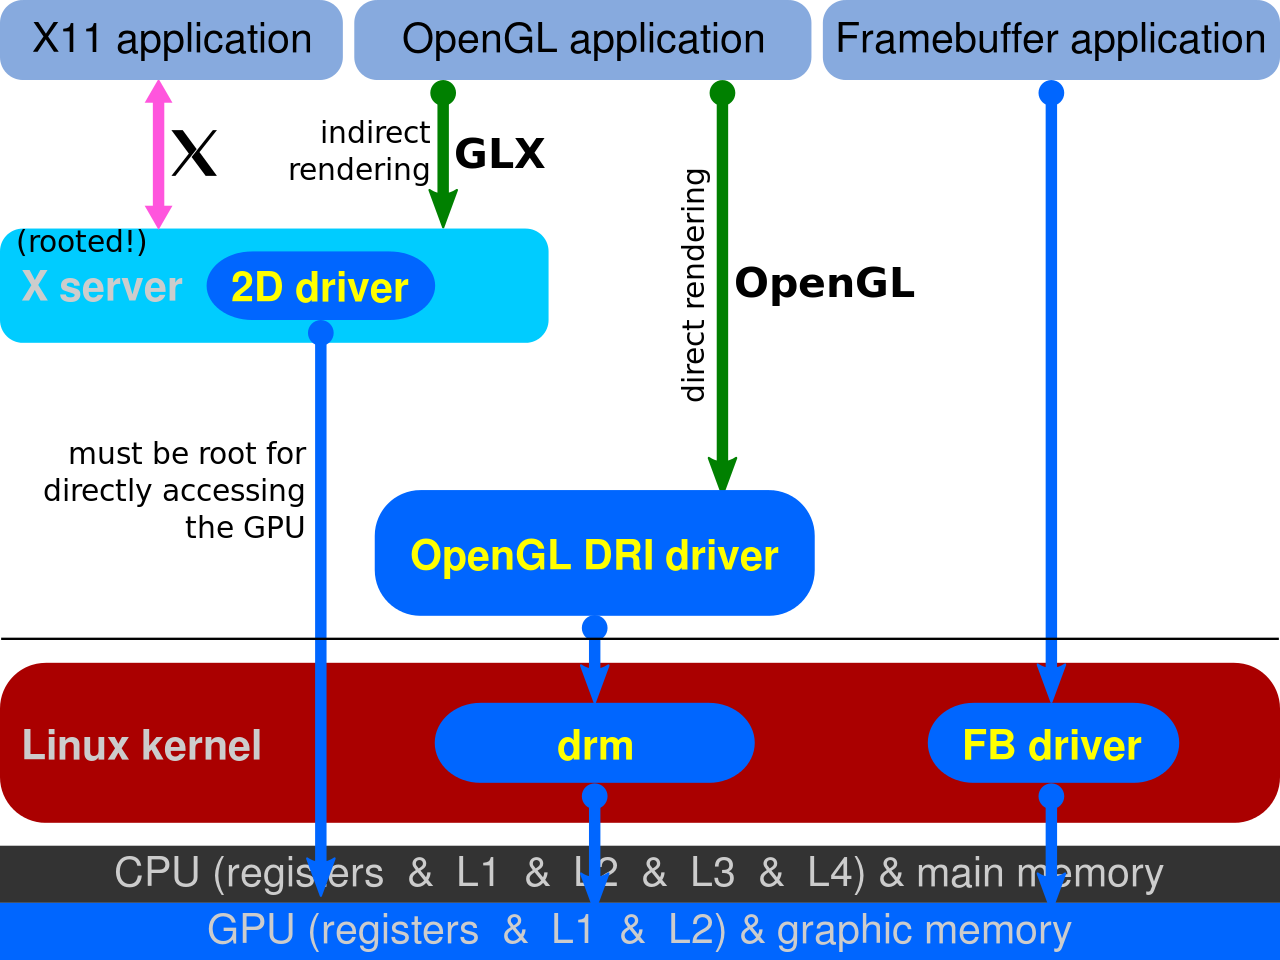 X11 application
OpenGL application
Framebuffer application
X
indirect
rendering
GLX
(rooted!)
X server
2D driver
direct rendering
OpenGL
must be root for
directly accessing
the GPU
OpenGL DRI driver
Linux kernel
drm
FB driver
CPU (registers & L1 & L2 & L3 & L4) & main memory
GPU (registers & L1 & L2) & graphic memory